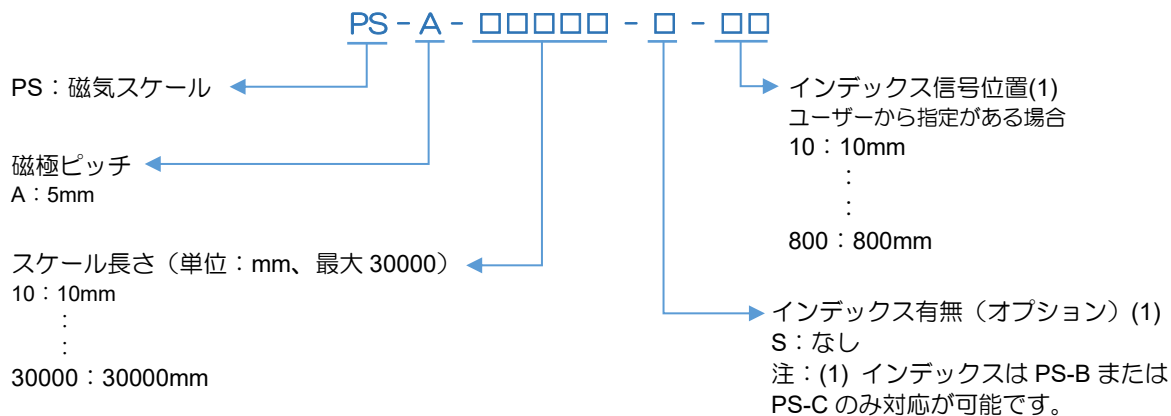 PS - A - □□□□□ - □ - □□
PS：磁気スケール
磁極ピッチ
A：5mm
スケール長さ（単位：mm、最大 30000）
10：10mm
：
：
30000：30000mm
インデックス信号位置(1)
ユーザーから指定がある場合
10：10mm
：
：
800：800mm
インデックス有無（オプション）(1)
S：なし
注：(1) インデックスは PS-B または
PS-C のみ対応が可能です。